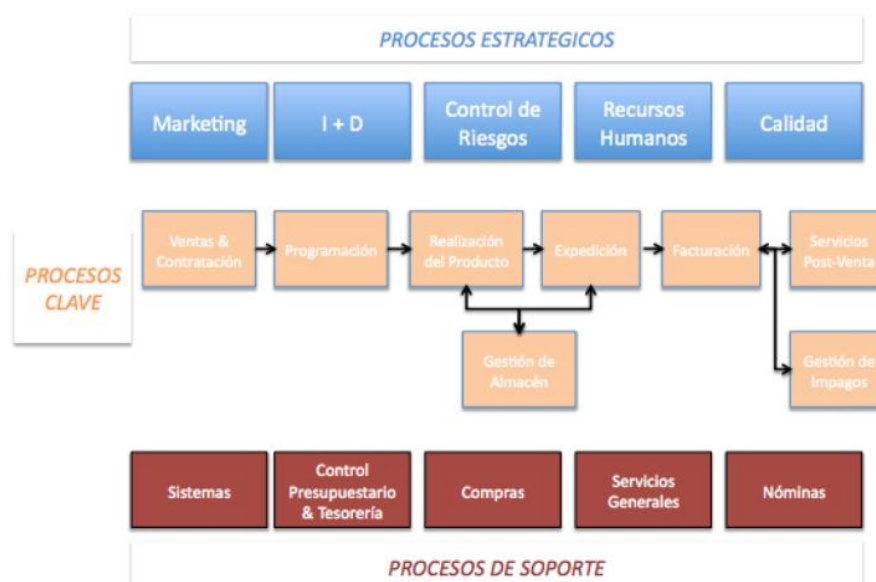 PROCESOS ESTRATEGICOS
Marketing
I + D
Control de
Riesgos
Recursos
Humanos
Calidad
PROCESOS
CLAVE
Ventas &
Contratación
Programación
Realización
del Producto
Expedición
Facturación
Servicios
Post-Venta
Gestión de
Almacén
Gestión de
Impagos
Sistemas
Control
Presupuestario
& Tesorería
Compras
Servicios
Generales
Nóminas
PROCESOS DE SOPORTE